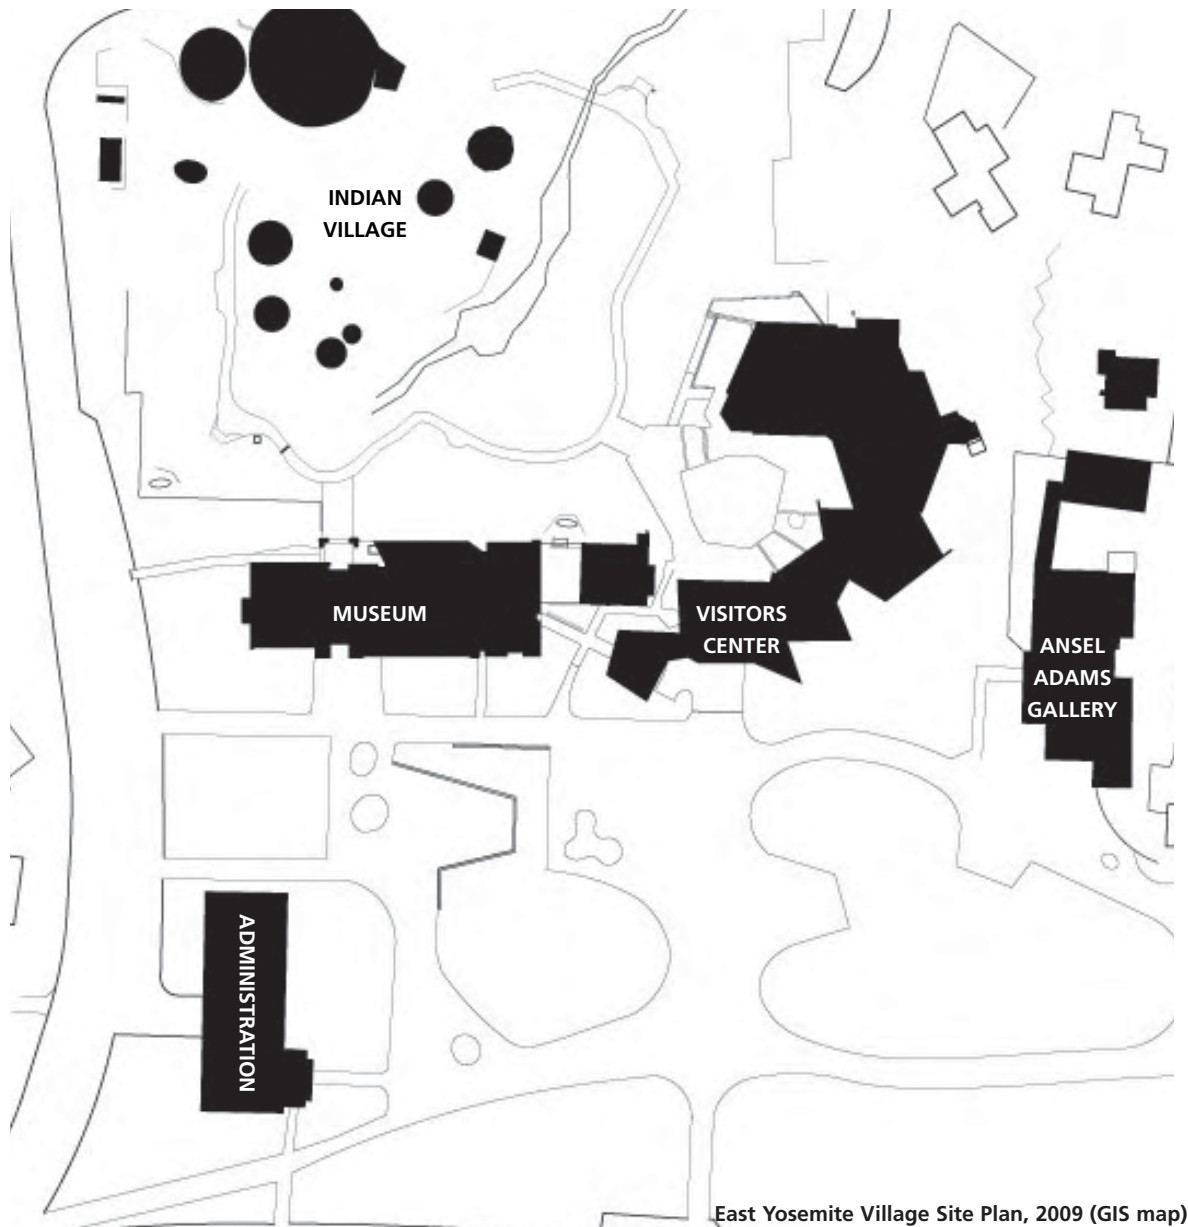 INDIAN
VILLAGE
MUSEUM
VISITORS
CENTER
ANSEL
ADAMS
GALLERY
ADMINISTRATION
East Yosemite Village Site Plan, 2009 (GIS map)